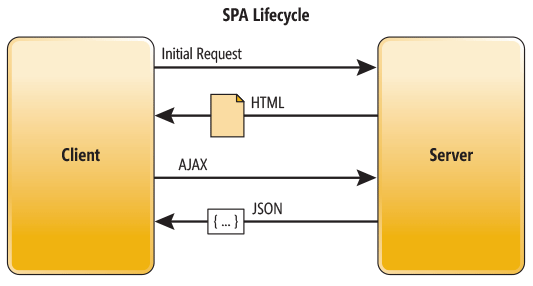 SPA Lifecycle
Initial Request
HTML
Client
Server
AJAX
JSON
{ ... }